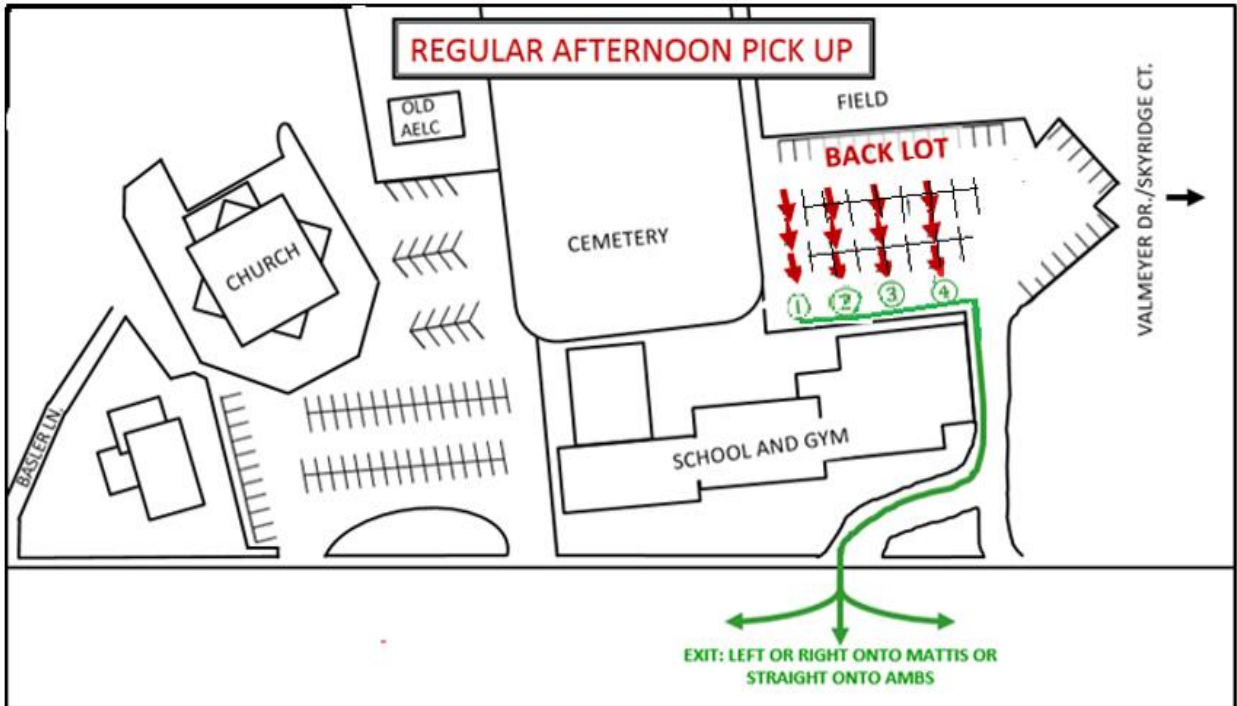 REGULAR AFTERNOON PICK UP
OLD
AELC
FIELD
BACK LOT
VALMEYER DR./SKYRIDGE CT.
CEMETERY
CHURCH
1 2 3 4
BASLER LN.
SCHOOL AND GYM
EXIT: LEFT OR RIGHT ONTO MATTIS OR
STRAIGHT ONTO AMBS